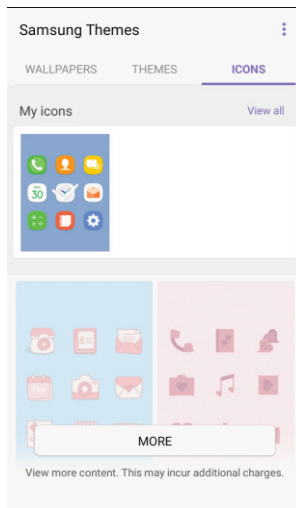 Samsung Themes
WALLPAPERS THEMES ICONS
My icons View all
30
MORE
View more content. This may incur additional charges.